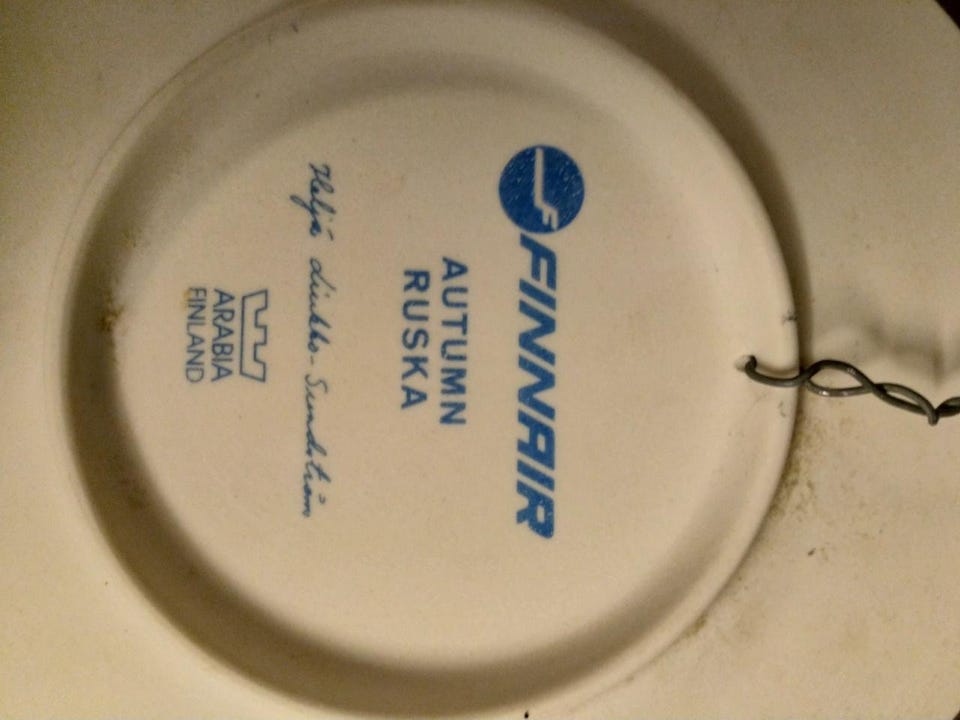 FINNAIR
AUTUMN
RUSKA
Heljä Liukko-Sundström
ARABIA
FINLAND